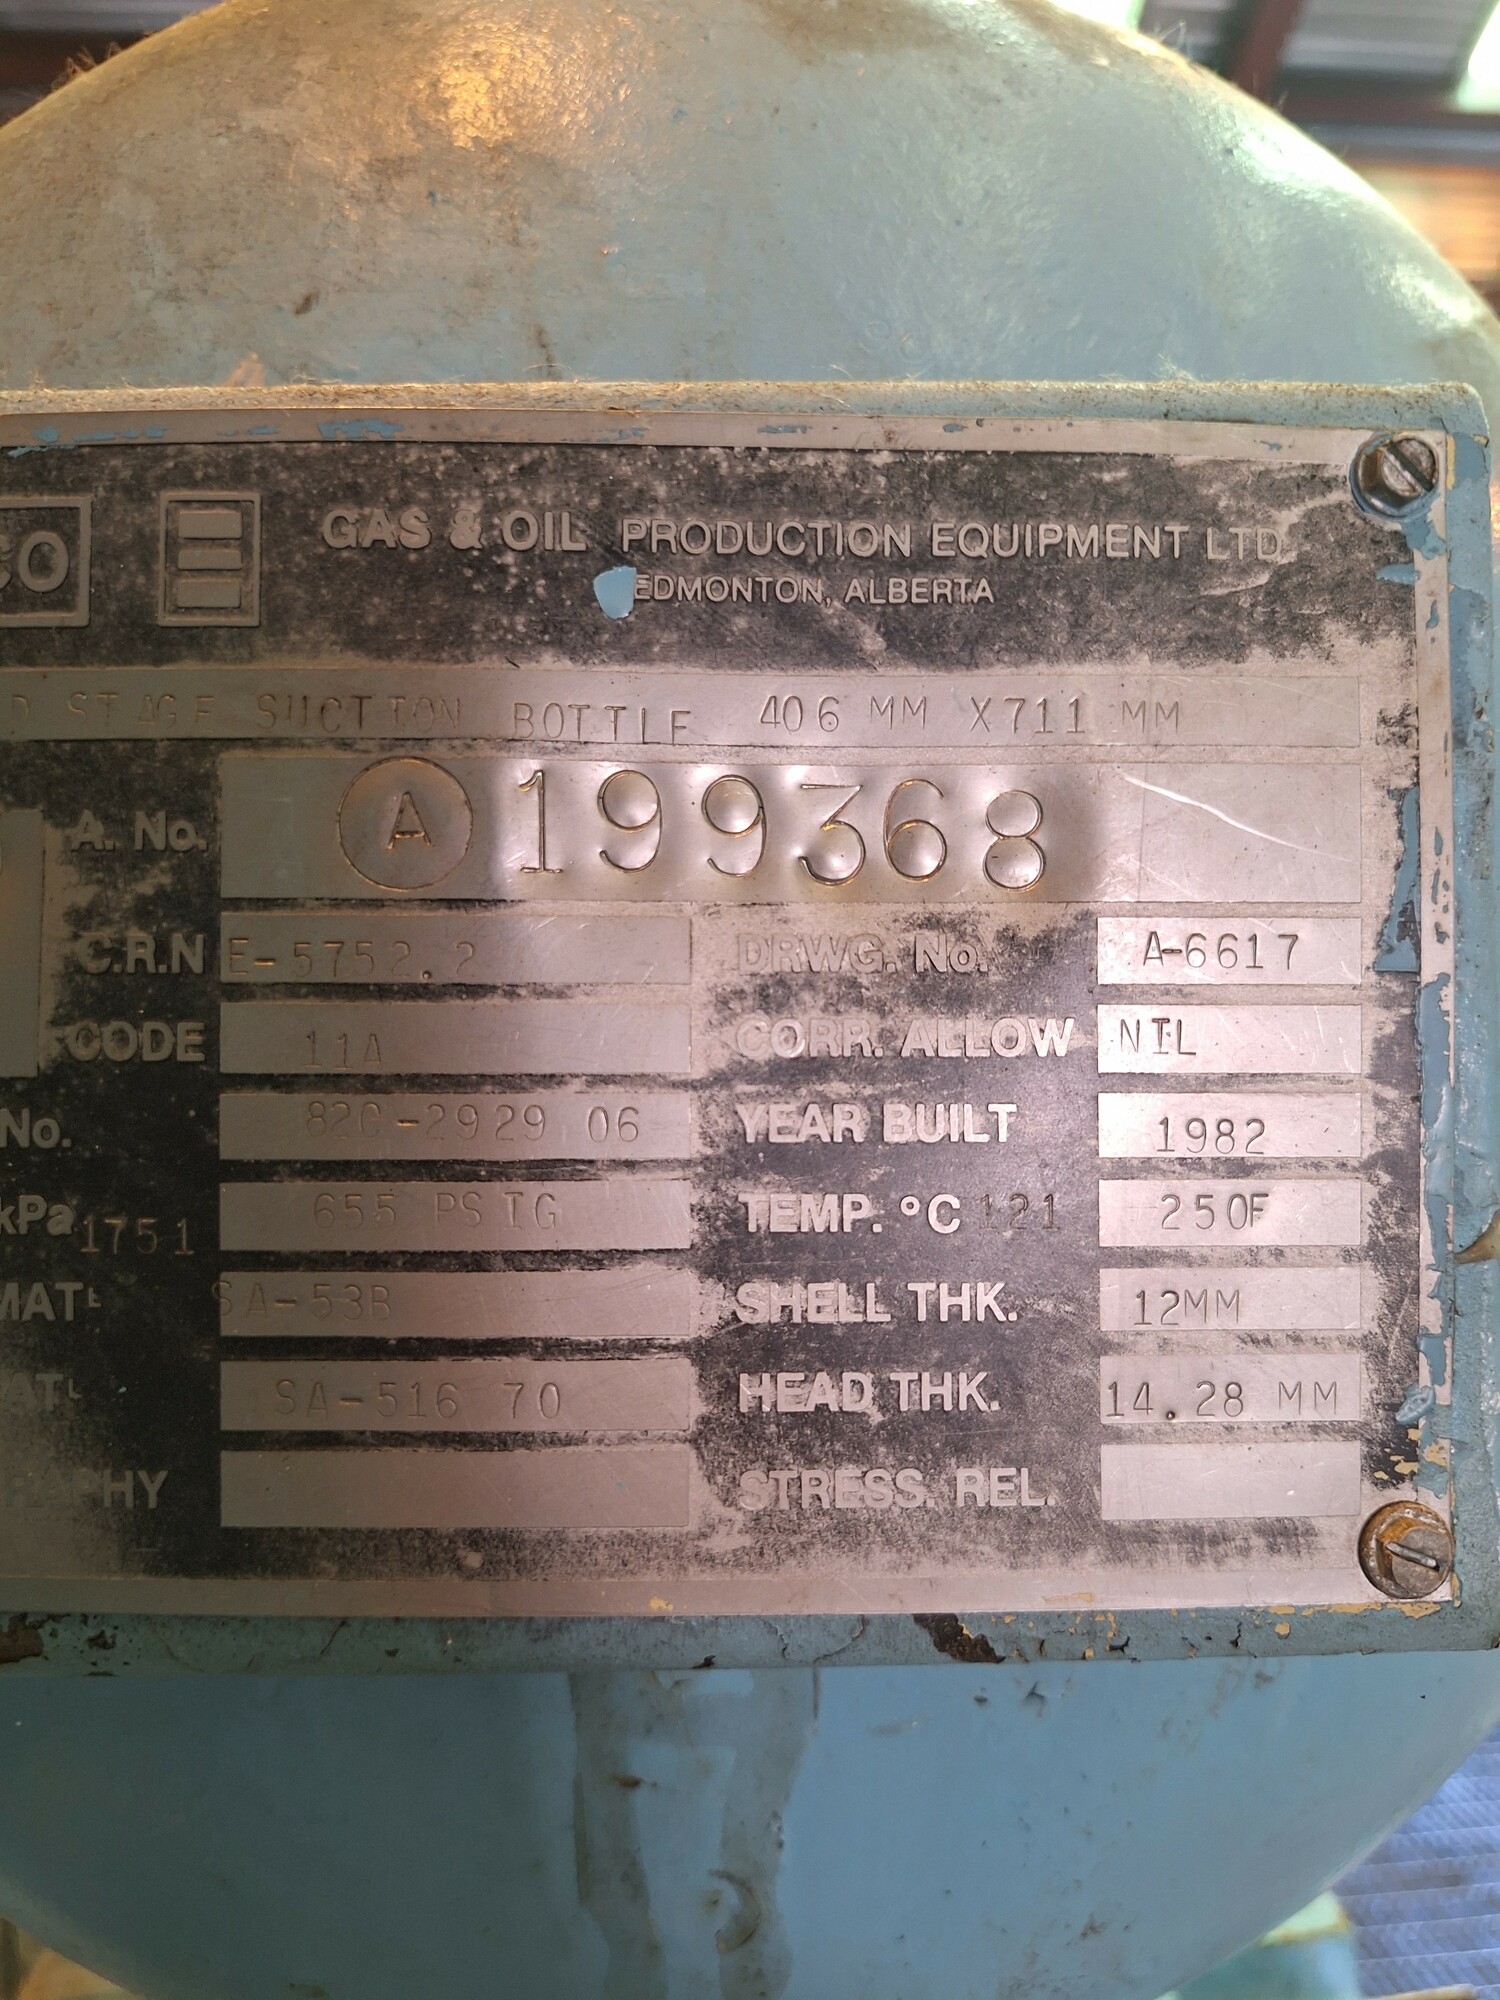 CO GAS & OIL PRODUCTION EQUIPMENT LTD.
EDMONTON, ALBERTA
D STAGE SUCTION BOTTLE 406 MM X711 MM
A. No. A 199368
C.R.N E-5752.2 DRWG. No. A-6617
CODE 11A CORR. ALLOW NIL
No. 82C-2929 06 YEAR BUILT 1982
kPa 1751 655 PSIG TEMP. °C 121 250F
MATL SA-53B SHELL THK. 12MM
ATL SA-516 70 HEAD THK. 14.28 MM
RAPHY STRESS. REL.